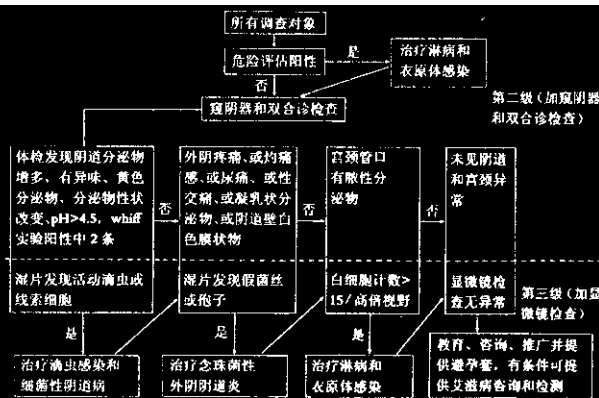 所有调查对象
危险评估阳性
是
治疗淋病和
衣原体感染
否
窥阴器和双合诊检查
第二级(加窥阴器
和双合诊检查)
体检发现阴道分泌物
增多、有异味、黄色
分泌物、分泌物性状
改变、pH>4.5, whiff
实验阳性中2条
否
外阴疼痛、或灼痛
感、或尿痛、或性
交痛、或凝乳状分
泌物、或阴道壁白
色膜状物
否
宫颈管口
有脓性分
泌物
否
未见阴道
和宫颈异
常
湿片发现活动滴虫或
线索细胞
湿片发现假菌丝
或孢子
白细胞计数>
15/高倍视野
显微镜检
查无异常
第三级(加显
微镜检查)
是
是
是
治疗滴虫感染和
细菌性阴道病
治疗念珠菌性
外阴阴道炎
治疗淋病和
衣原体感染
教育、咨询、推广并提
供避孕套,有条件可提
供艾滋病咨询和检测